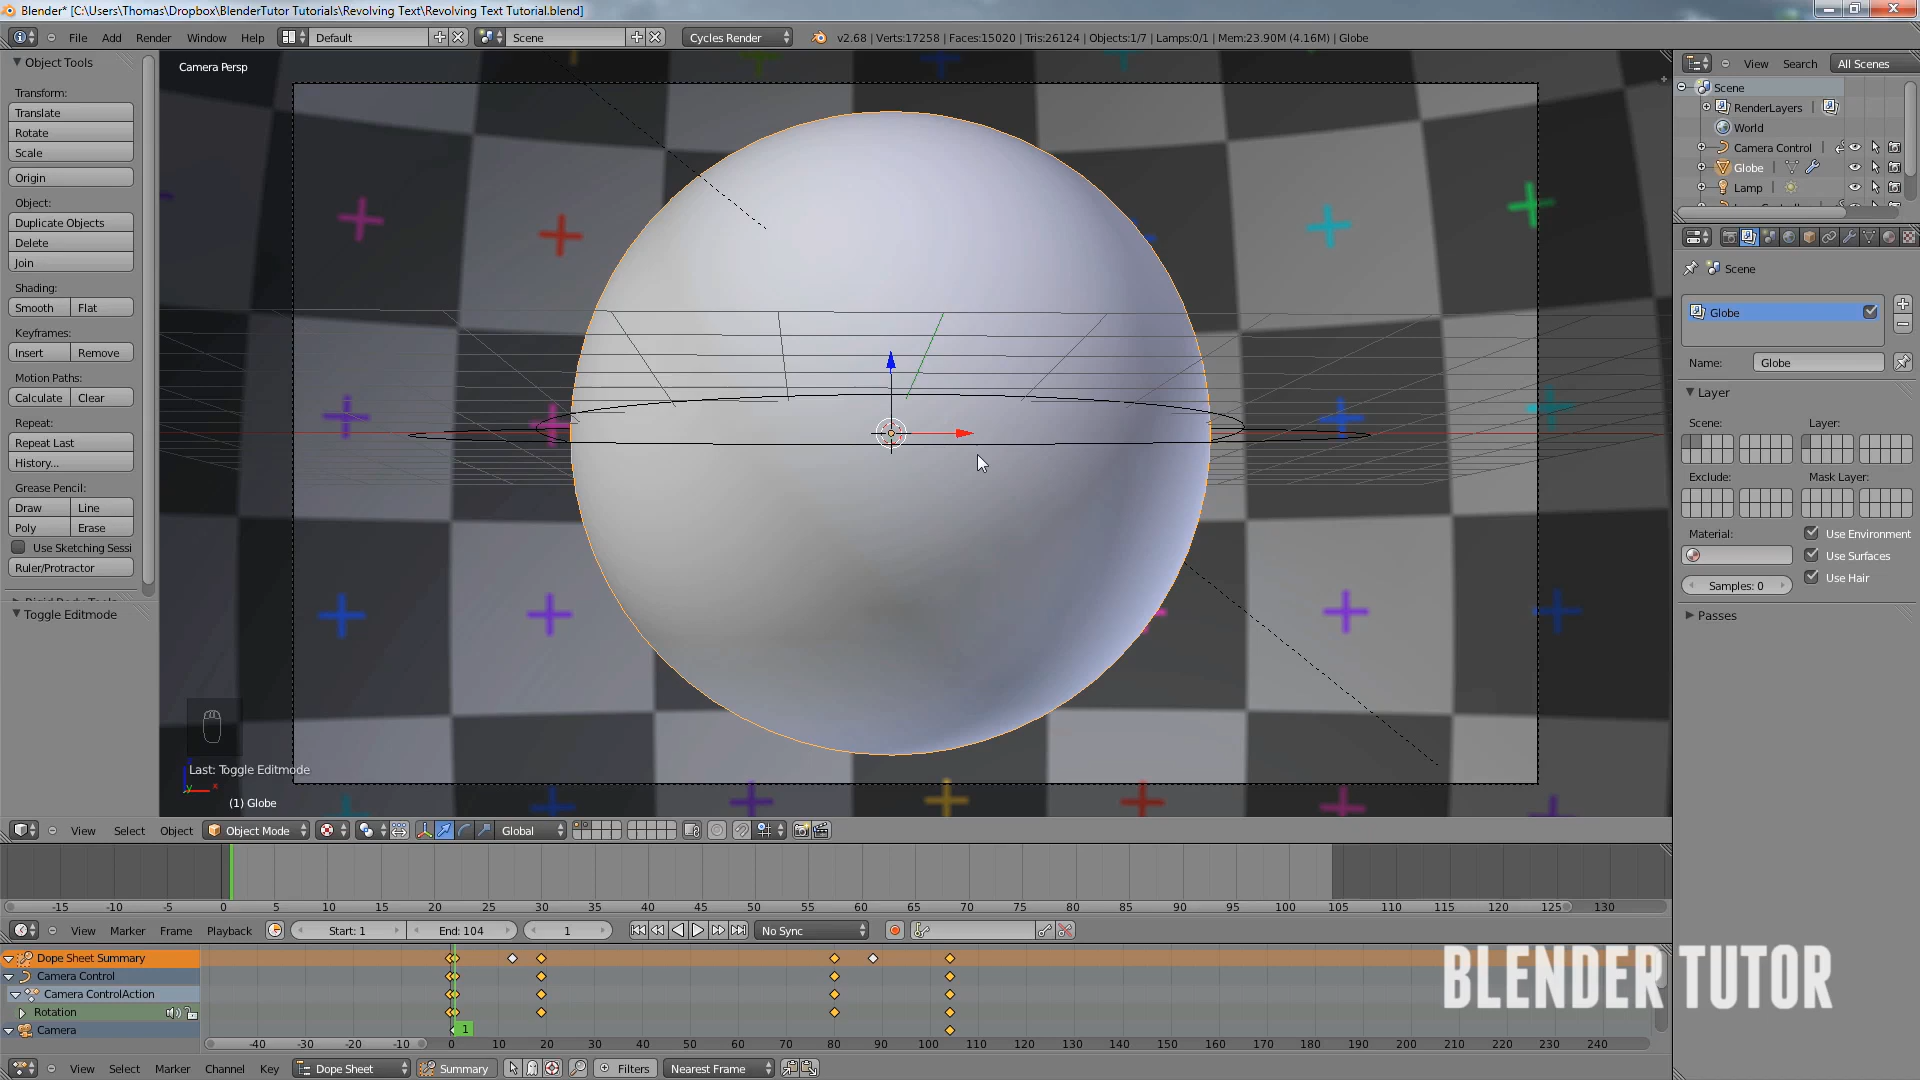 Blender* [C:\Users\Thomas\Dropbox\BlenderTutor Tutorials\Revolving Text\Revolving Text Tutorial.blend]
File Add Render Window Help Default Scene Cycles Render v2.68 | Verts:17258 | Faces:15020 | Tris:26124 | Objects:1/7 | Lamps:0/1 | Mem:23.90M (4.16M) | Globe
Object Tools
Transform:
Translate
Rotate
Scale
Origin
Object:
Duplicate Objects
Delete
Join
Shading:
Smooth Flat
Keyframes:
Insert Remove
Motion Paths:
Calculate Clear
Repeat:
Repeat Last
History...
Grease Pencil:
Draw Line
Poly Erase
Use Sketching Sessi
Ruler/Protractor
Toggle Editmode
Camera Persp
Last: Toggle Editmode
(1) Globe
View Select Object Object Mode Global
View Search All Scenes
Scene
RenderLayers
World
Camera Control
Globe
Lamp
Scene
Globe
Name: Globe
Layer
Scene: Layer:
Exclude: Mask Layer:
Material: Use Environment
Use Surfaces
Samples: 0 Use Hair
Passes
-15 -10 -5 0 5 10 15 20 25 30 35 40 45 50 55 60 65 70 75 80 85 90 95 100 105 110 115 120 125 130
View Marker Frame Playback Start: 1 End: 104 1 No Sync
Dope Sheet Summary
Camera Control
Camera ControlAction
Rotation
Camera
1
-40 -30 -20 -10 0 10 20 30 40 50 60 70 80 90 100 110 120 130 140 150 160 170 180 190 200 210 220 230 240
View Select Marker Channel Key Dope Sheet Summary Filters Nearest Frame
BLENDER TUTOR